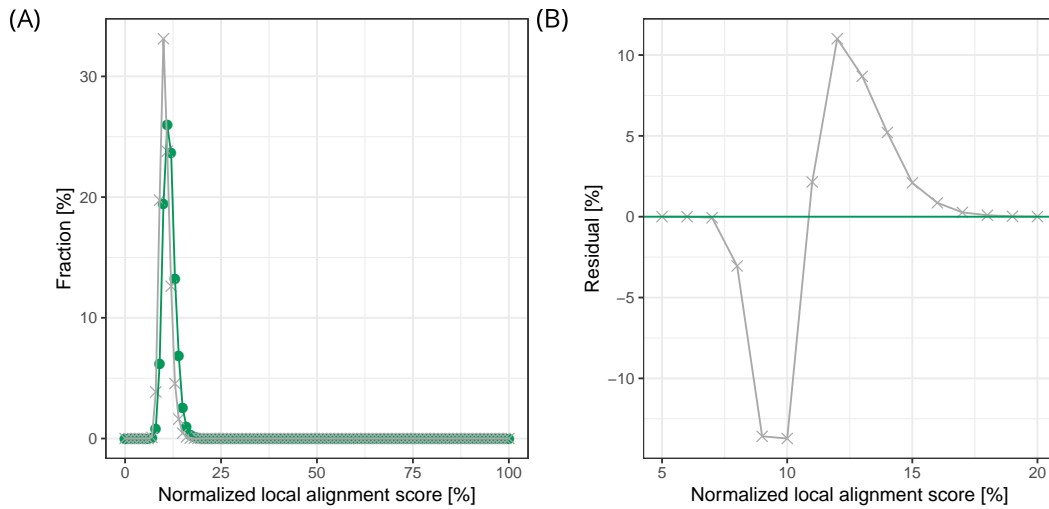 (A)
Fraction [%]
30
20
10
0
0 25 50 75 100
Normalized local alignment score [%]
(B)
Residual [%]
10
5
0
−5
−10
5 10 15 20
Normalized local alignment score [%]